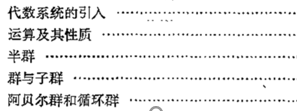 代数系统的引入 ……………………
运算及其性质 ……………………
半群 ……………………
群与子群 ……………………
阿贝尔群和循环群 ……………………